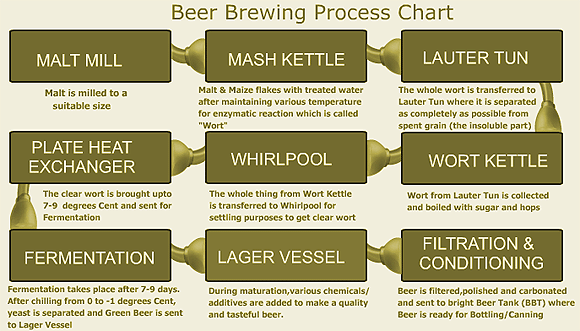 Beer Brewing Process Chart
MALT MILL
MASH KETTLE
LAUTER TUN
Malt is milled to a
suitable size
Malt & Maize flakes with treated water
after maintaining various temperature
for enzymatic reaction which is called
"Wort"
The whole wort is transferred to
Lauter Tun where it is separated
as completely as possible from
spent grain (the insoluble part)
PLATE HEAT
EXCHANGER
WHIRLPOOL
WORT KETTLE
The clear wort is brought upto
7-9 degrees Cent and sent for
Fermentation
The whole thing from Wort Kettle
is transferred to Whirlpool for
settling purposes to get clear wort
Wort from Lauter Tun is collected
and boiled with sugar and hops
FERMENTATION
LAGER VESSEL
FILTRATION &
CONDITIONING
Fermentation takes place after 7-9 days.
After chilling from 0 to -1 degrees Cent,
yeast is separated and Green Beer is sent
to Lager Vessel
During maturation,various chemicals/
additives are added to make a quality
and tasteful beer.
Beer is filtered,polished and carbonated
and sent to bright Beer Tank (BBT) where
Beer is ready for Bottling/Canning